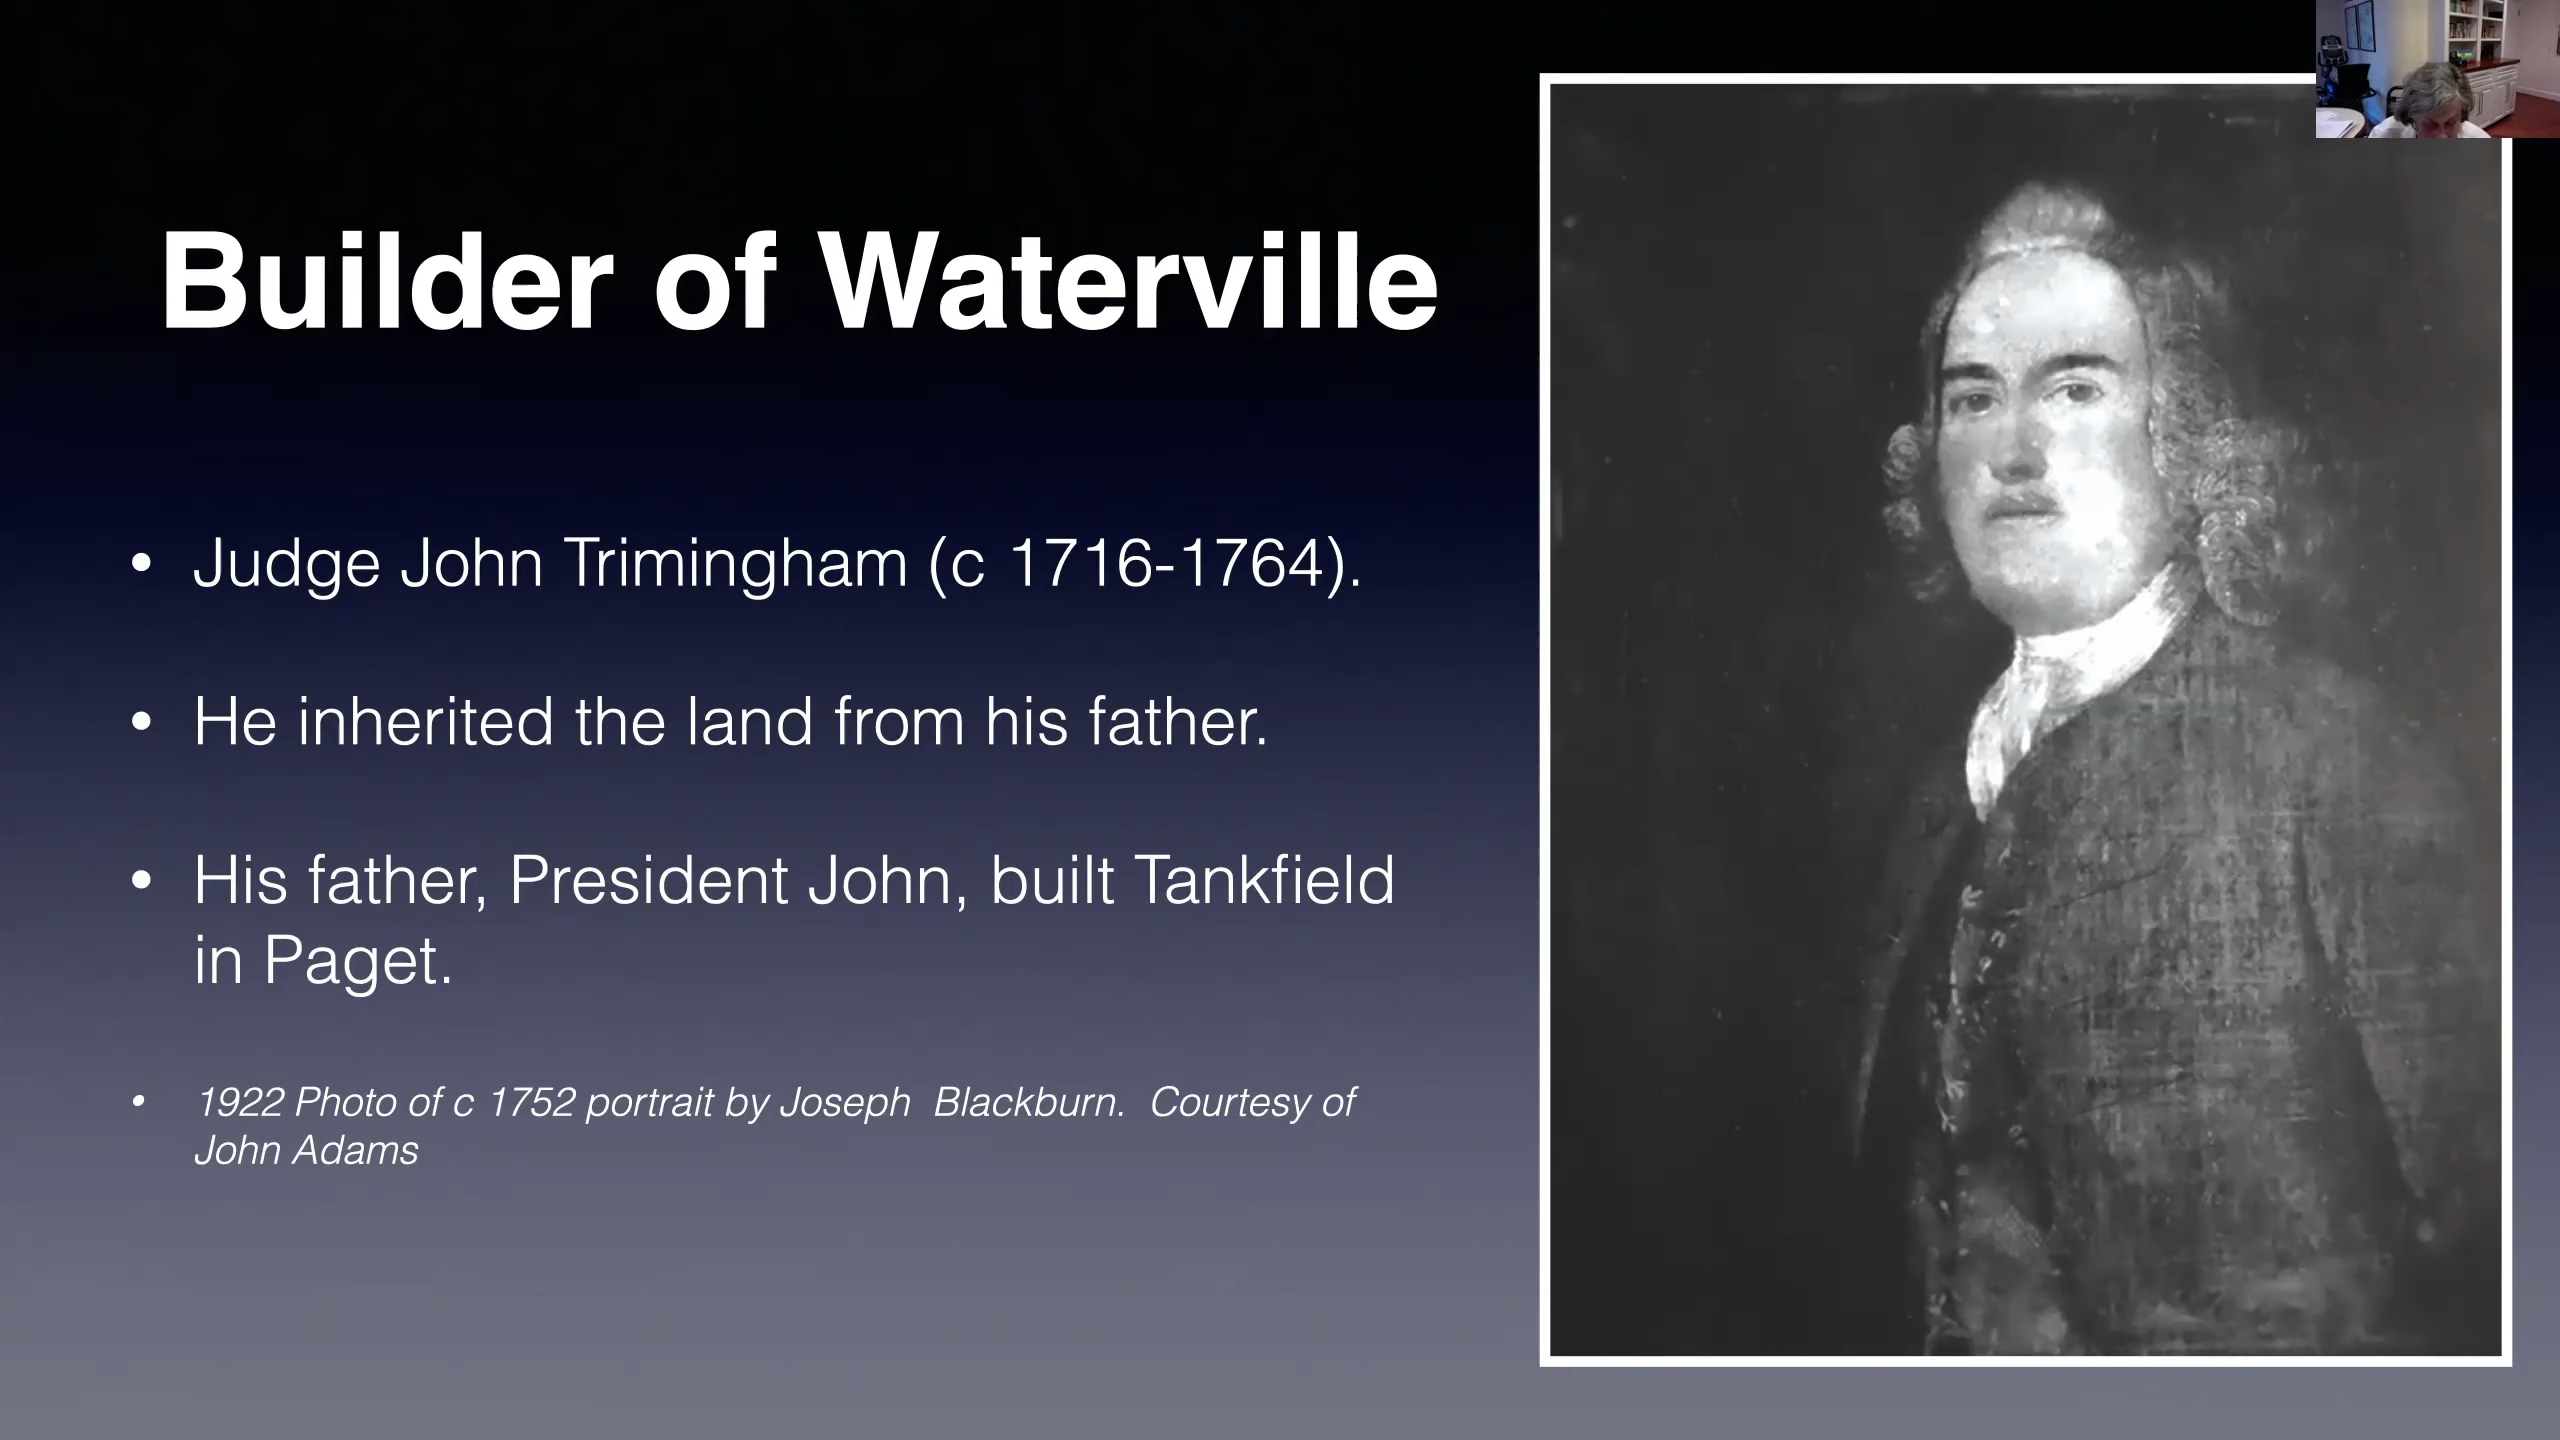 Builder of Waterville
• Judge John Trimingham (c 1716-1764).
• He inherited the land from his father.
• His father, President John, built Tankfield
in Paget.
• 1922 Photo of c 1752 portrait by Joseph Blackburn. Courtesy of
John Adams